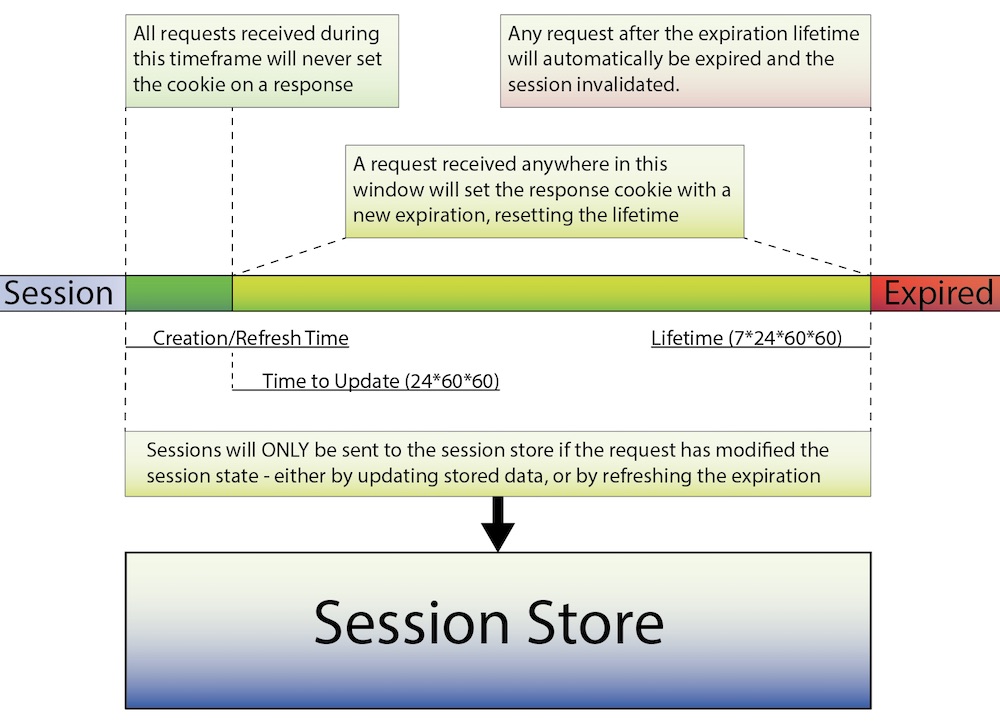 All requests received during
this timeframe will never set
the cookie on a response
Any request after the expiration lifetime
will automatically be expired and the
session invalidated.
A request received anywhere in this
window will set the response cookie with a
new expiration, resetting the lifetime
Session
Expired
Creation/Refresh Time
Lifetime (7*24*60*60)
Time to Update (24*60*60)
Sessions will ONLY be sent to the session store if the request has modified the
session state - either by updating stored data, or by refreshing the expiration
Session Store